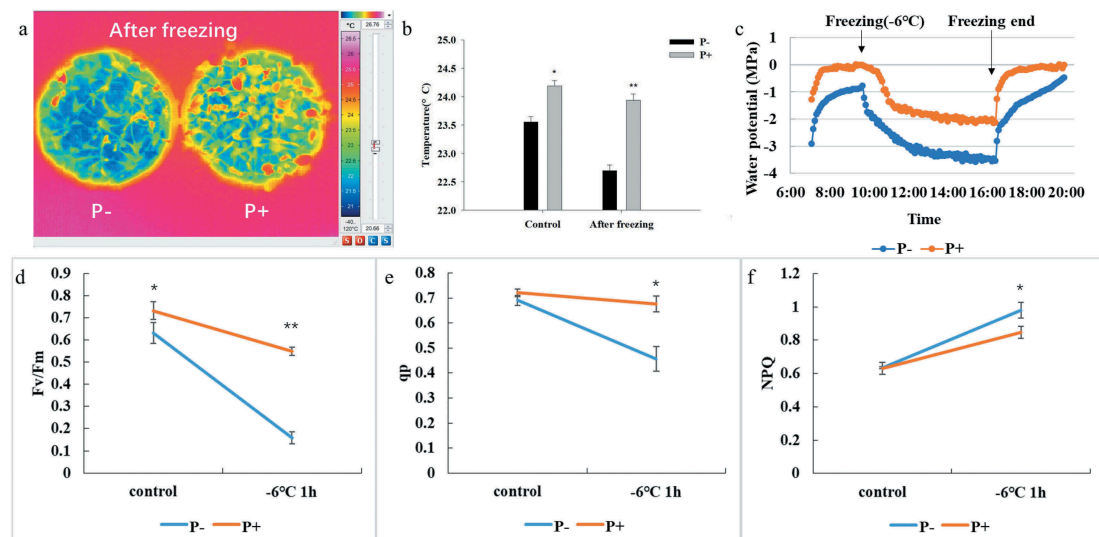 a
After freezing
P-
P+
°C
26.76
26.5
25.5
25
24.5
24
23.5
23
22.5
22
21
-40..
120°C
20.66
S O C S
b
P-
P+
25.0
24.5
24.0
23.5
23.0
22.5
22.0
Temperature(° C)
*
**
Control
After freezing
c
Freezing(-6°C)
Freezing end
Water potential (MPa)
1
0
-1
-2
-3
-4
6:00 8:00 10:00 12:00 14:00 16:00 18:00 20:00
Time
P- P+
d
Fv/Fm
0.9
0.8
0.7
0.6
0.5
0.4
0.3
0.2
0.1
0
*
**
control
-6°C 1h
P- P+
e
qp
0.8
0.7
0.6
0.5
0.4
0.3
0.2
0.1
0
*
control
-6°C 1h
P- P+
f
NPQ
1.2
1
0.8
0.6
0.4
0.2
0
*
control
-6°C 1h
P- P+